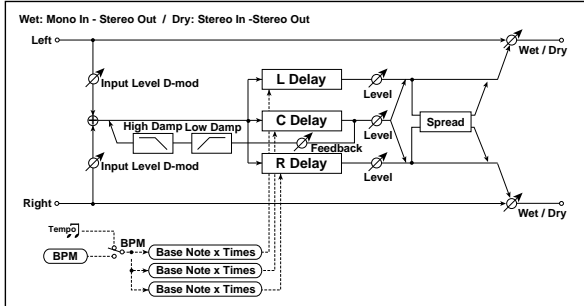 Wet: Mono In - Stereo Out  /  Dry: Stereo In -Stereo Out
Left
Wet / Dry
Input Level D-mod
L Delay
Level
High Damp
Low Damp
C Delay
Level
Spread
Feedback
Input Level D-mod
R Delay
Level
Right
Wet / Dry
Tempo
BPM
BPM
Base Note x Times
Base Note x Times
Base Note x Times